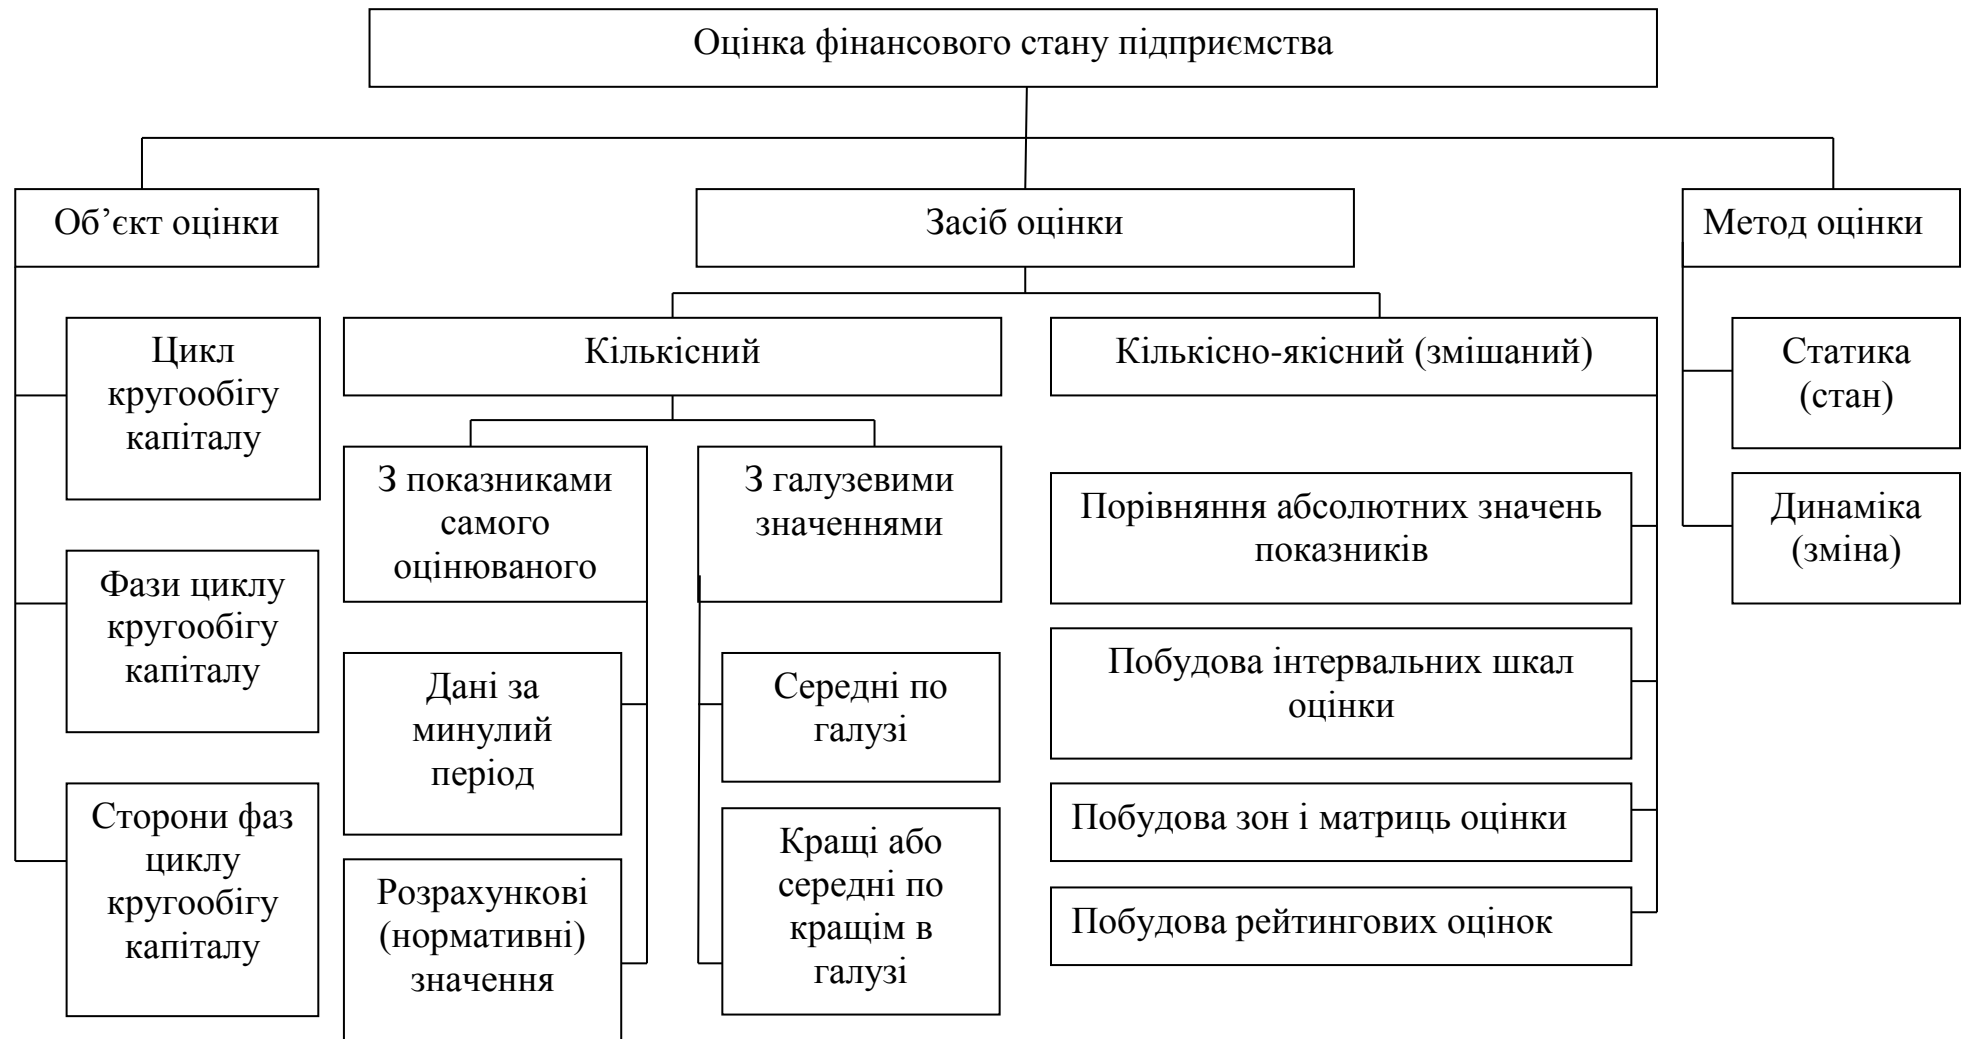 Оцінка фінансового стану підприємства
Об’єкт оцінки
Засіб оцінки
Метод оцінки
Цикл
кругообігу
капіталу
Фази циклу
кругообігу
капіталу
Сторони фаз
циклу
кругообігу
капіталу
Кількісний
З показниками
самого
оцінюваного
Дані за
минулий
період
Розрахункові
(нормативні)
значення
З галузевими
значеннями
Середні по
галузі
Кращі або
середні по
кращім в
галузі
Кількісно-якісний (змішаний)
Порівняння абсолютних значень
показників
Побудова інтервальних шкал
оцінки
Побудова зон і матриць оцінки
Побудова рейтингових оцінок
Статика
(стан)
Динаміка
(зміна)